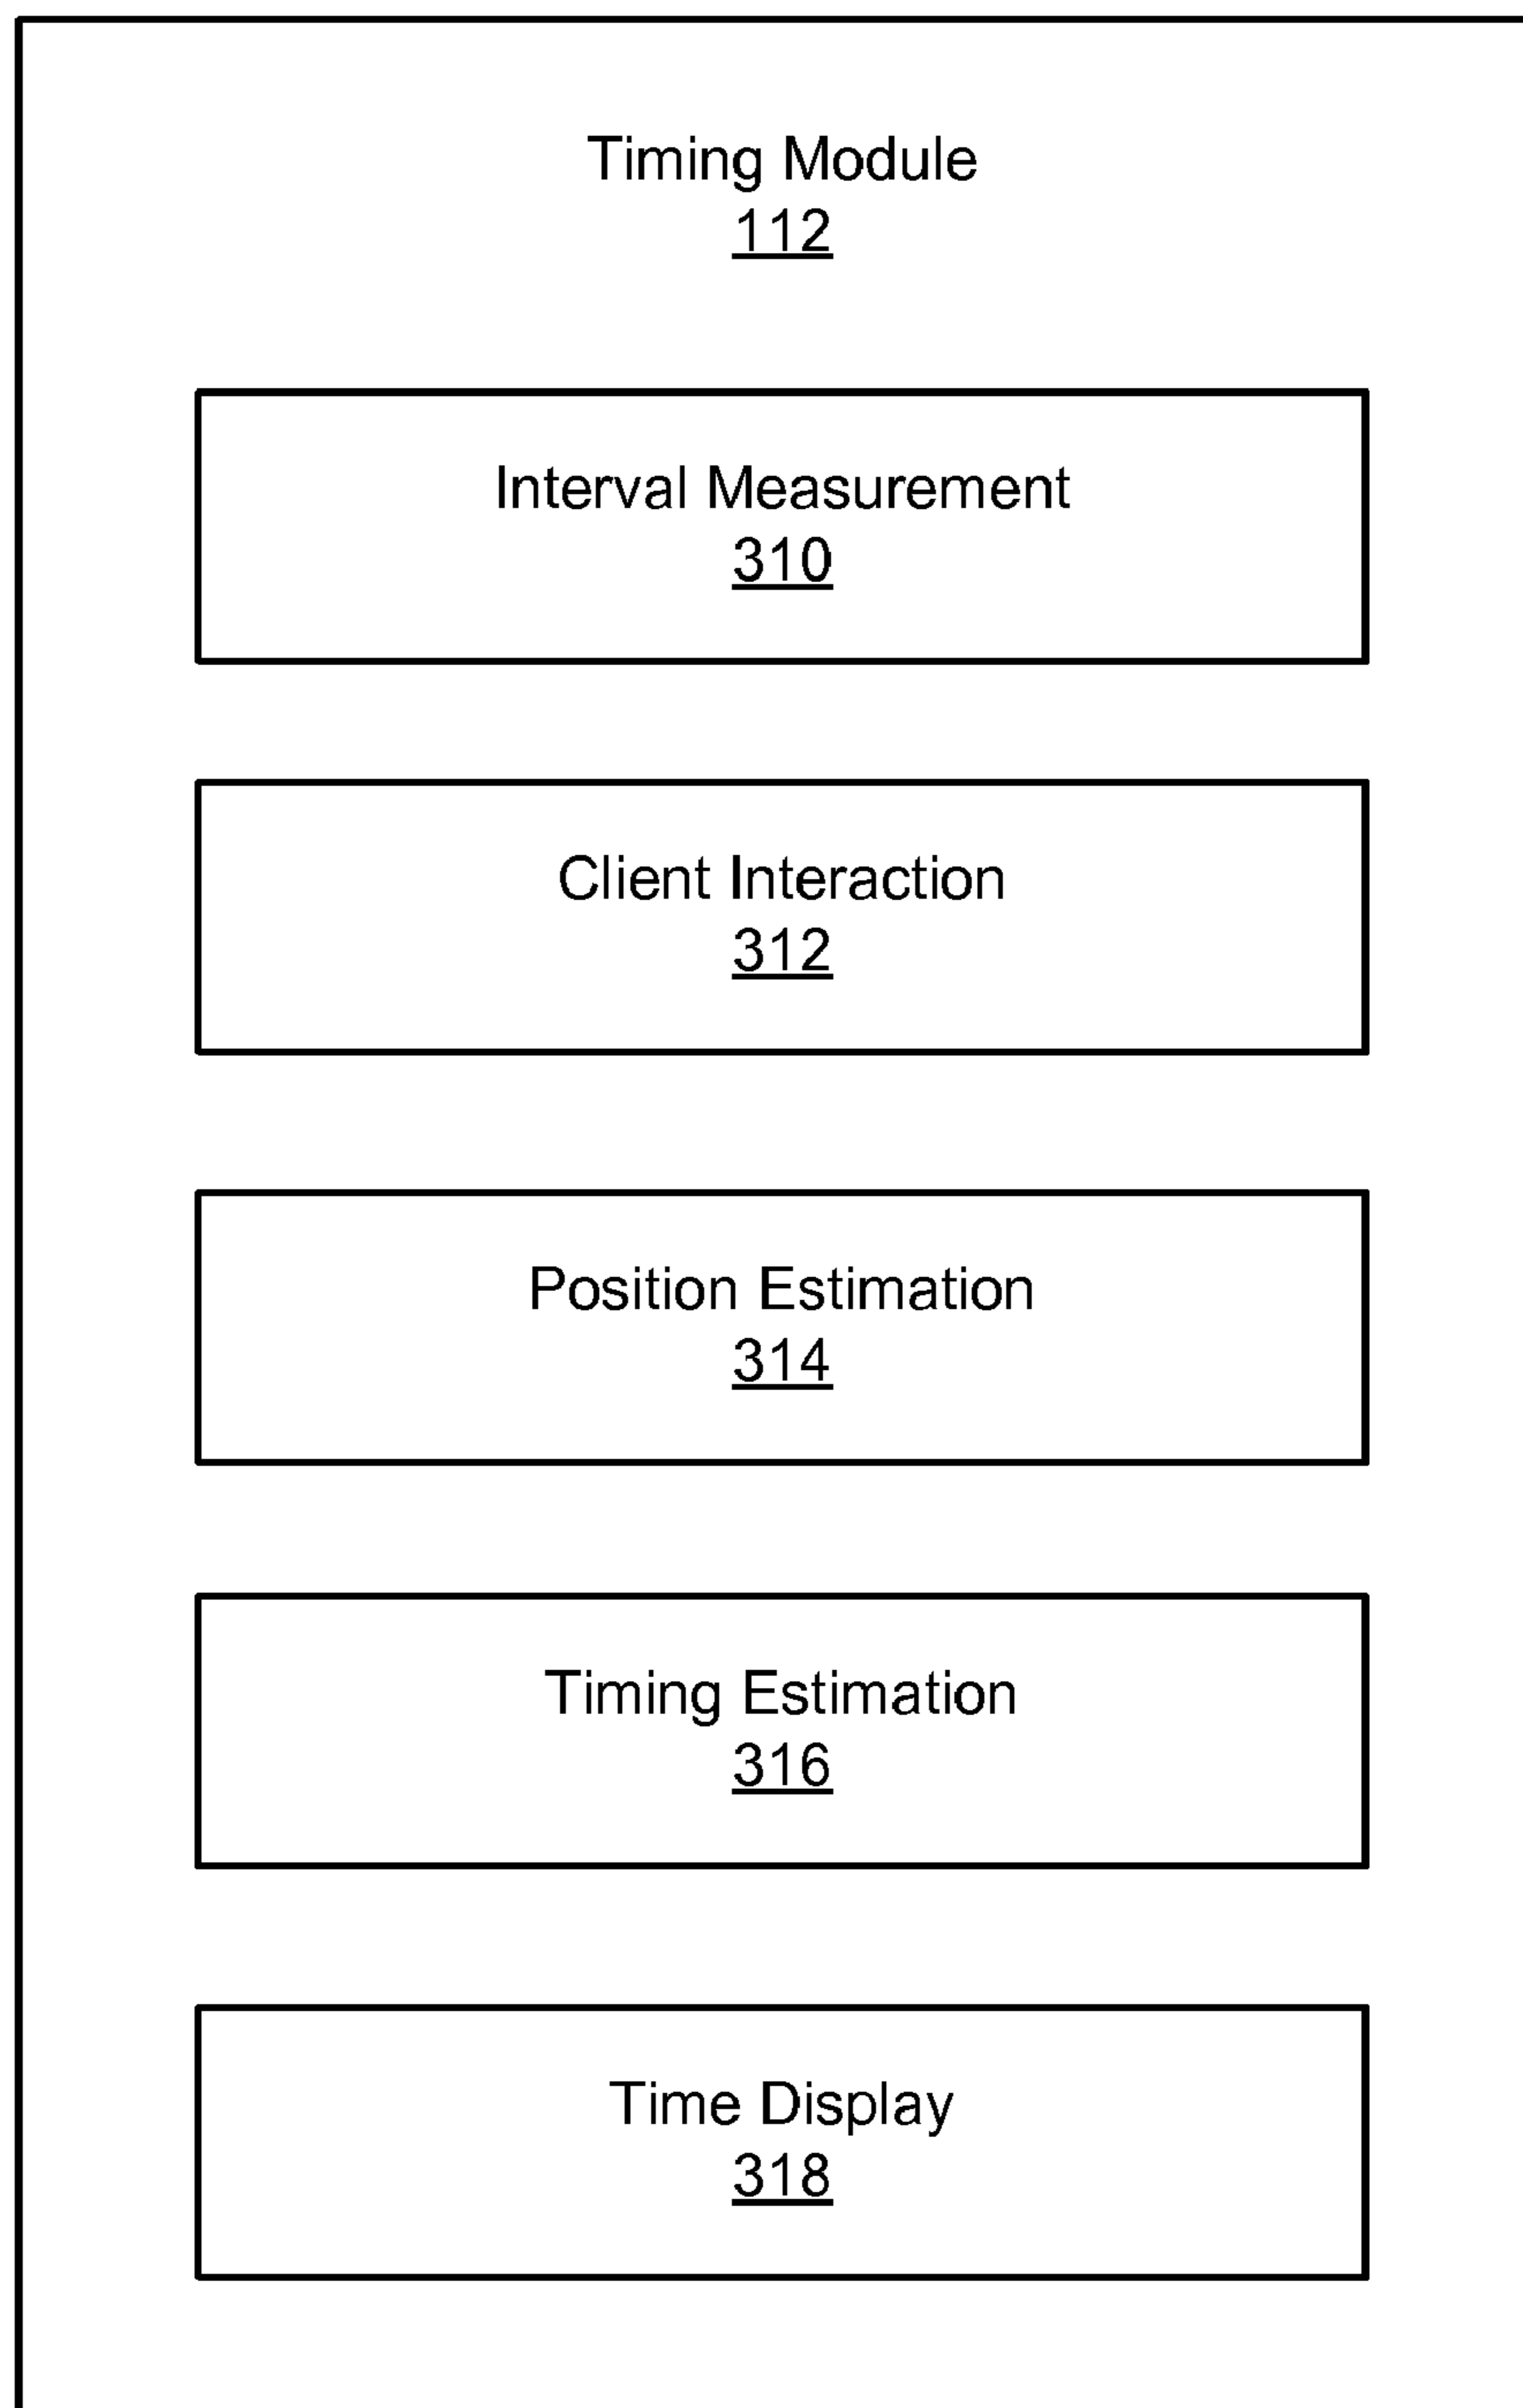 Timing Module
112
Interval Measurement
310
Client Interaction
312
Position Estimation
314
Timing Estimation
316
Time Display
318